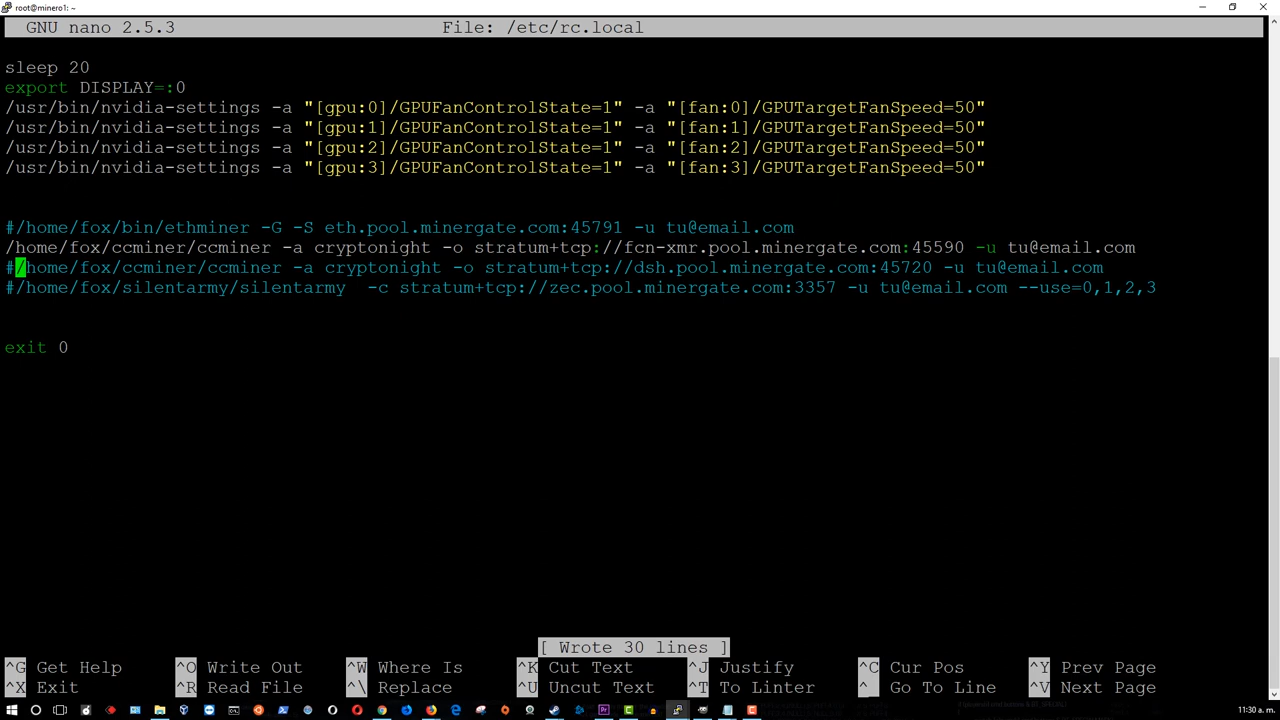 root@minero1: ~
GNU nano 2.5.3 File: /etc/rc.local
sleep 20
export DISPLAY=:0
/usr/bin/nvidia-settings -a "[gpu:0]/GPUFanControlState=1" -a "[fan:0]/GPUTargetFanSpeed=50"
/usr/bin/nvidia-settings -a "[gpu:1]/GPUFanControlState=1" -a "[fan:1]/GPUTargetFanSpeed=50"
/usr/bin/nvidia-settings -a "[gpu:2]/GPUFanControlState=1" -a "[fan:2]/GPUTargetFanSpeed=50"
/usr/bin/nvidia-settings -a "[gpu:3]/GPUFanControlState=1" -a "[fan:3]/GPUTargetFanSpeed=50"
#/home/fox/bin/ethminer -G -S eth.pool.minergate.com:45791 -u tu@email.com
/home/fox/ccminer/ccminer -a cryptonight -o stratum+tcp://fcn-xmr.pool.minergate.com:45590 -u tu@email.com
#/home/fox/ccminer/ccminer -a cryptonight -o stratum+tcp://dsh.pool.minergate.com:45720 -u tu@email.com
#/home/fox/silentarmy/silentarmy  -c stratum+tcp://zec.pool.minergate.com:3357 -u tu@email.com --use=0,1,2,3
exit 0
[ Wrote 30 lines ]
^G Get Help ^O Write Out ^W Where Is ^K Cut Text ^J Justify ^C Cur Pos ^Y Prev Page
^X Exit ^R Read File ^\ Replace ^U Uncut Text ^T To Linter ^_ Go To Line ^V Next Page
11:30 a. m.